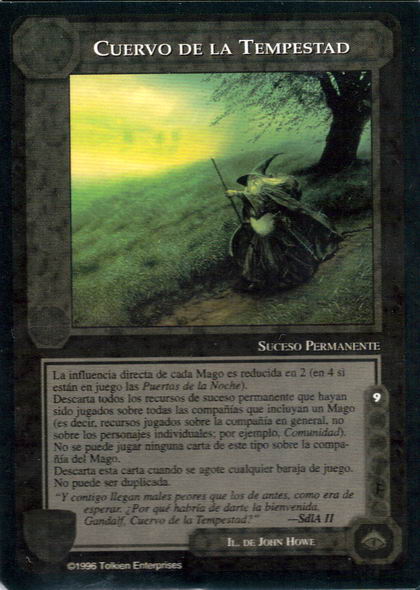 CUERVO DE LA TEMPESTAD
SUCESO PERMANENTE
La influencia directa de cada Mago es reducida en 2 (en 4 si
están en juego las Puertas de la Noche).
Descarta todos los recursos de suceso permanente que hayan
sido jugados sobre todas las compañías que incluyan un Mago
(es decir, recursos jugados sobre la compañía en general, no
sobre los personajes individuales; por ejemplo, Comunidad).
No se puede jugar ninguna carta de este tipo sobre la compa-
ñía del Mago.
Descarta esta carta cuando se agote cualquier baraja de juego.
No puede ser duplicada.
"Y contigo llegan males peores que los de antes, como era de
esperar. ¿Por qué habría de darte la bienvenida,
Gandalf, Cuervo de la Tempestad?" —SdlA II
9
IL. DE JOHN HOWE
©1996 Tolkien Enterprises